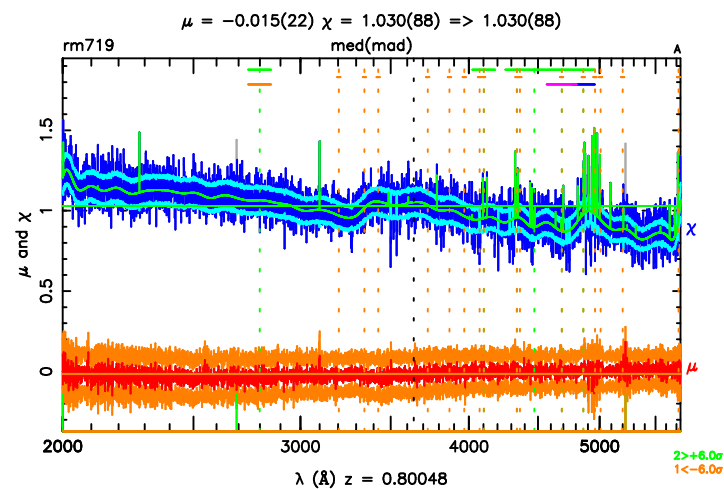 μ = −0.015(22) χ = 1.030(88) => 1.030(88)
rm719 med(mad) A
1.5
1
0.5
0
μ and χ
χ
μ
2000 3000 4000 5000
λ (Å) z = 0.80048
2>+6.0σ
1<−6.0σ